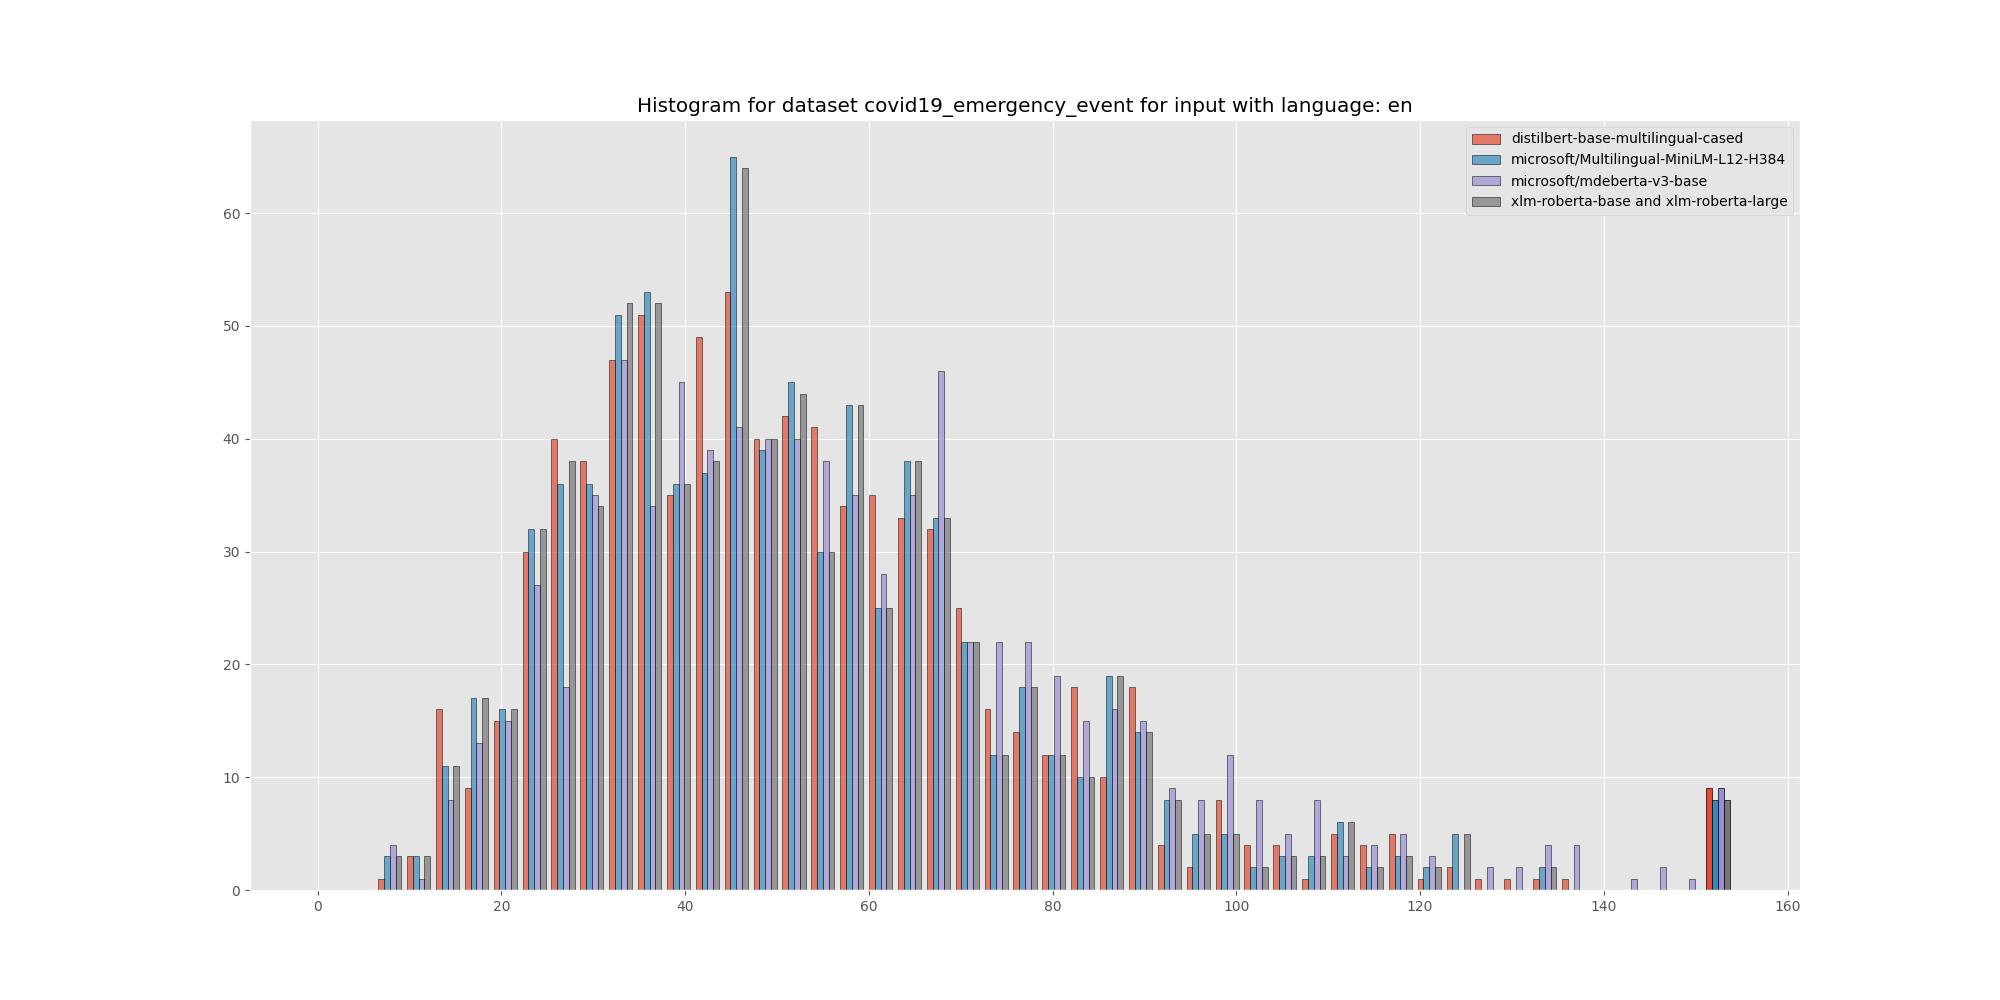 Histogram for dataset covid19_emergency_event for input with language: en
distilbert-base-multilingual-cased
microsoft/Multilingual-MiniLM-L12-H384
microsoft/mdeberta-v3-base
xlm-roberta-base and xlm-roberta-large
60
50
40
30
20
10
0
0 20 40 60 80 100 120 140 160